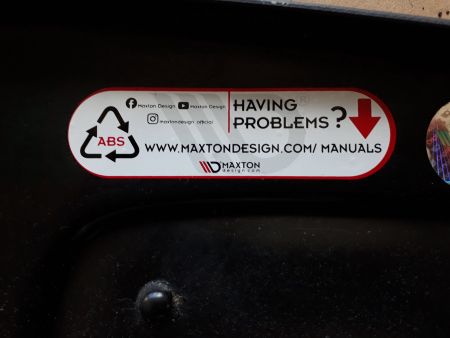 Maxton Design Maxton Design
maxtondesign_official
ABS
HAVING
PROBLEMS?
WWW.MAXTONDESIGN.COM/ MANUALS
MAXTON
design.com